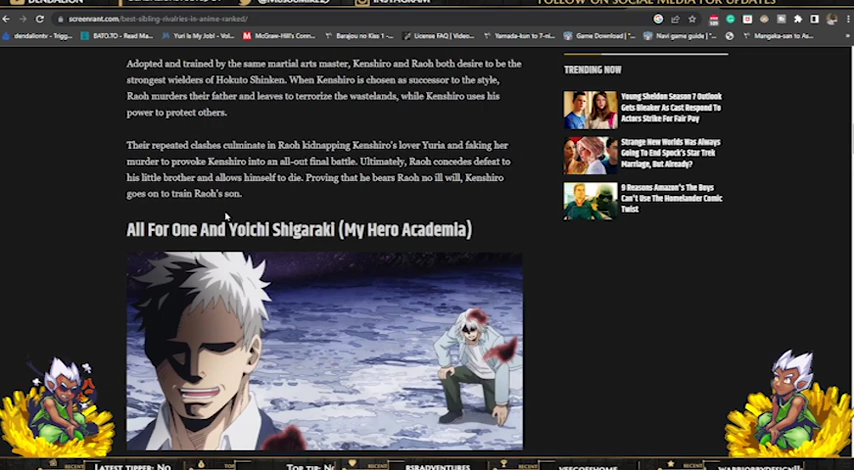 DENDALION
INSTAGRAM
FOLLOW ON SOCIAL MEDIA FOR UPDATES
screenrant.com/best-sibling-rivalries-in-anime-ranked/
dendaliontv - Trigg...
BATO.TO - Read Ma...
Yuri Is My Job! - Vol...
McGraw-Hill's Conn...
Barajou no Kiss 1 -...
License FAQ | Video...
Yamada-kun to 7-ni...
Game Download | "...
Navi game guide | "...
Mangaka-san to As...
Adopted and trained by the same martial arts master, Kenshiro and Raoh both desire to be the
strongest wielders of Hokuto Shinken. When Kenshiro is chosen as successor to the style,
Raoh murders their father and leaves to terrorize the wastelands, while Kenshiro uses his
power to protect others.
Their repeated clashes culminate in Raoh kidnapping Kenshiro's lover Yuria and faking her
murder to provoke Kenshiro into an all-out final battle. Ultimately, Raoh concedes defeat to
his little brother and allows himself to die. Proving that he bears Raoh no ill will, Kenshiro
goes on to train Raoh's son.
All For One And Yoichi Shigaraki (My Hero Academia)
TRENDING NOW
Young Sheldon Season 7 Outlook
Gets Bleaker As Cast Respond To
Actors Strike For Fair Pay
Strange New Worlds Was Always
Going To End Spock's Star Trek
Marriage, But Already?
9 Reasons Amazon's The Boys
Can't Use The Homelander Comic
Twist
RECENT
LATEST TIPPER: NO
TOP
TOP TIP: N
RECENT
RSRADVENTURES
RECENT
VEECOFSHOME
RECENT